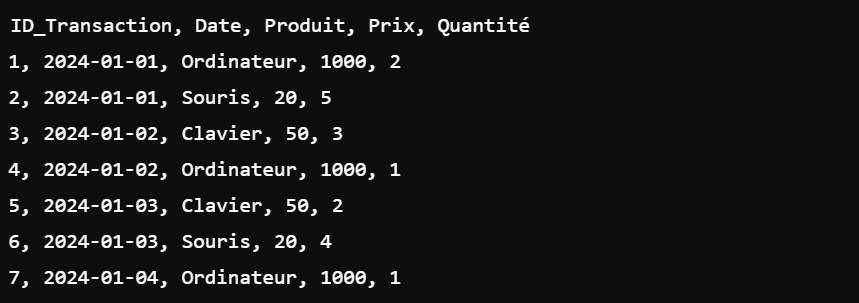 ID_Transaction, Date, Produit, Prix, Quantité
1, 2024-01-01, Ordinateur, 1000, 2
2, 2024-01-01, Souris, 20, 5
3, 2024-01-02, Clavier, 50, 3
4, 2024-01-02, Ordinateur, 1000, 1
5, 2024-01-03, Clavier, 50, 2
6, 2024-01-03, Souris, 20, 4
7, 2024-01-04, Ordinateur, 1000, 1